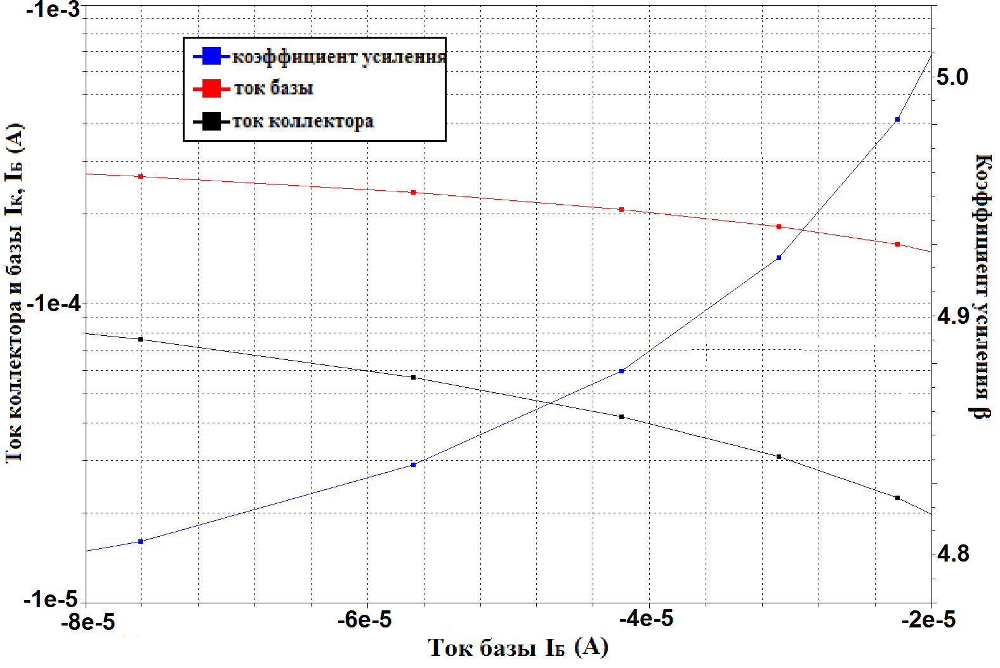 -1e-3
-1e-4
-1e-5
Ток коллектора и базы Iк, IБ (А)
коэффициент усиления
ток базы
ток коллектора
5.0
4.9
4.8
Коэффициент усиления β
-8e-5
-6e-5
-4e-5
-2e-5
Ток базы IБ (А)